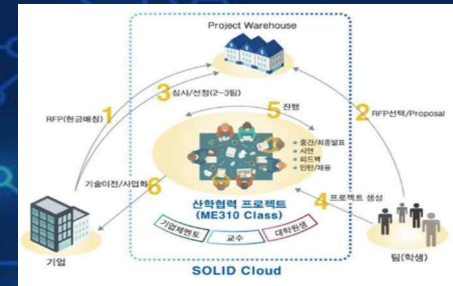 Project Warehouse
1
RFP(현금매칭)
3
심사/선정(2~3팀)
5
진행
2
RFP선택/Proposal
• 중간/최종발표
• 시연
• 피드백
• 인턴/채용
기술이전/사업화
6
산학협력 프로젝트
(ME310 Class)
4
프로젝트 생성
기업체멘토
교수
대학원생
기업
팀(학생)
SOLID Cloud